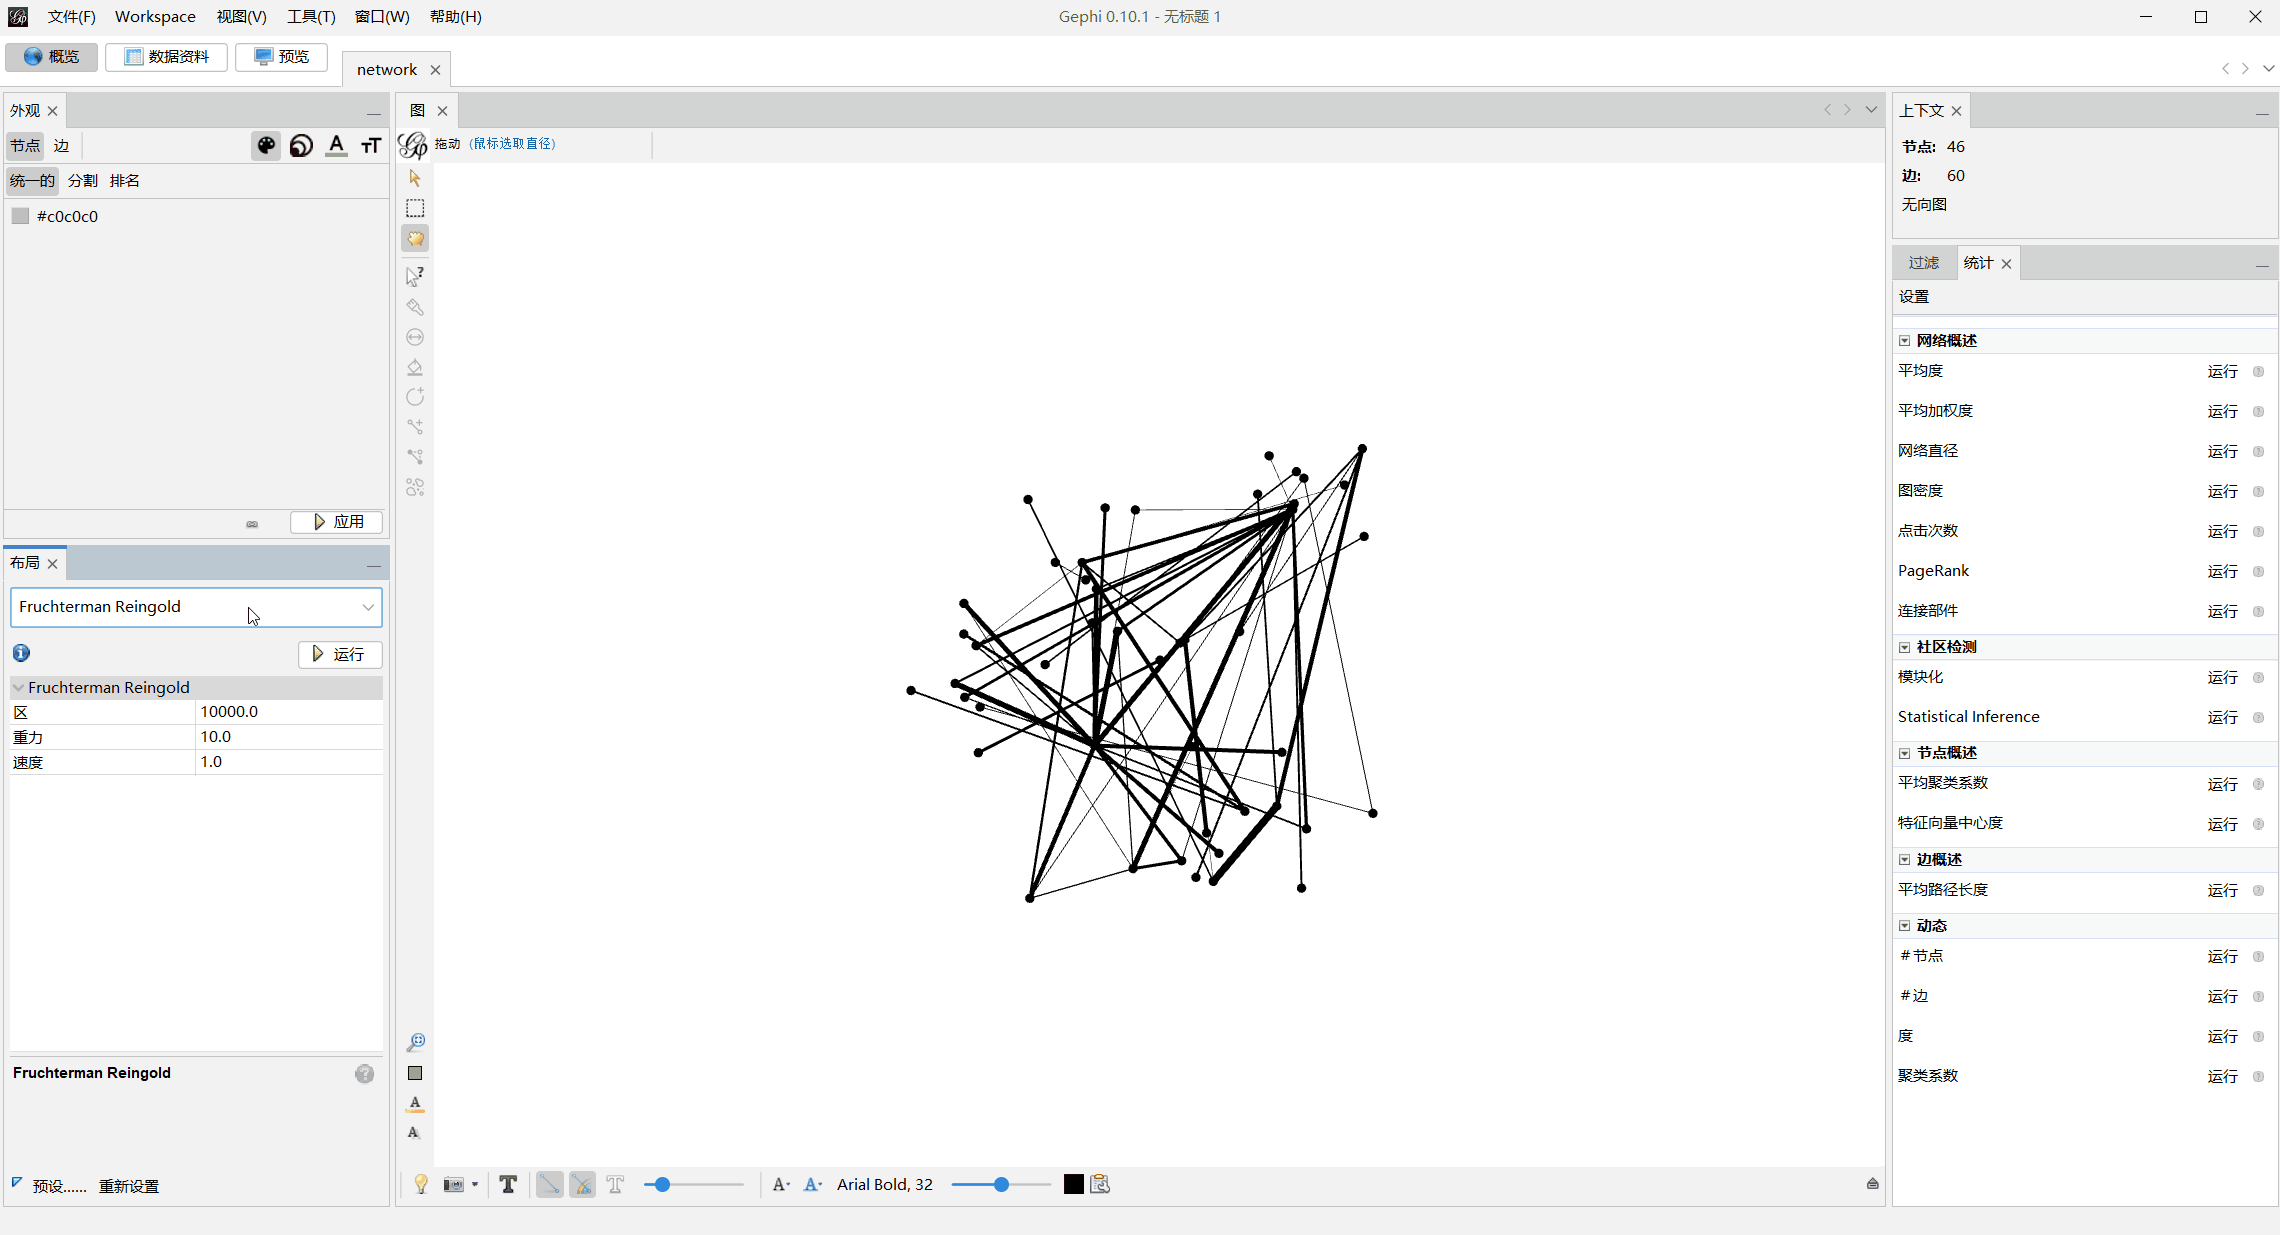 文件(F) Workspace 视图(V) 工具(T) 窗口(W) 帮助(H) Gephi 0.10.1 - 无标题 1
概览 数据资料 预览 network
外观
节点 边 A TT
统一的 分割 排名
#c0c0c0
应用
布局
Fruchterman Reingold
运行
Fruchterman Reingold
区 10000.0
重力 10.0
速度 1.0
Fruchterman Reingold
预设...... 重新设置
图
拖动 (鼠标选取直径)
A
A
T T A A Arial Bold, 32
上下文
节点: 46
边: 60
无向图
过滤 统计
设置
网络概述
平均度 运行
平均加权度 运行
网络直径 运行
图密度 运行
点击次数 运行
PageRank 运行
连接部件 运行
社区检测
模块化 运行
Statistical Inference 运行
节点概述
平均聚类系数 运行
特征向量中心度 运行
边概述
平均路径长度 运行
动态
#节点 运行
#边 运行
度 运行
聚类系数 运行